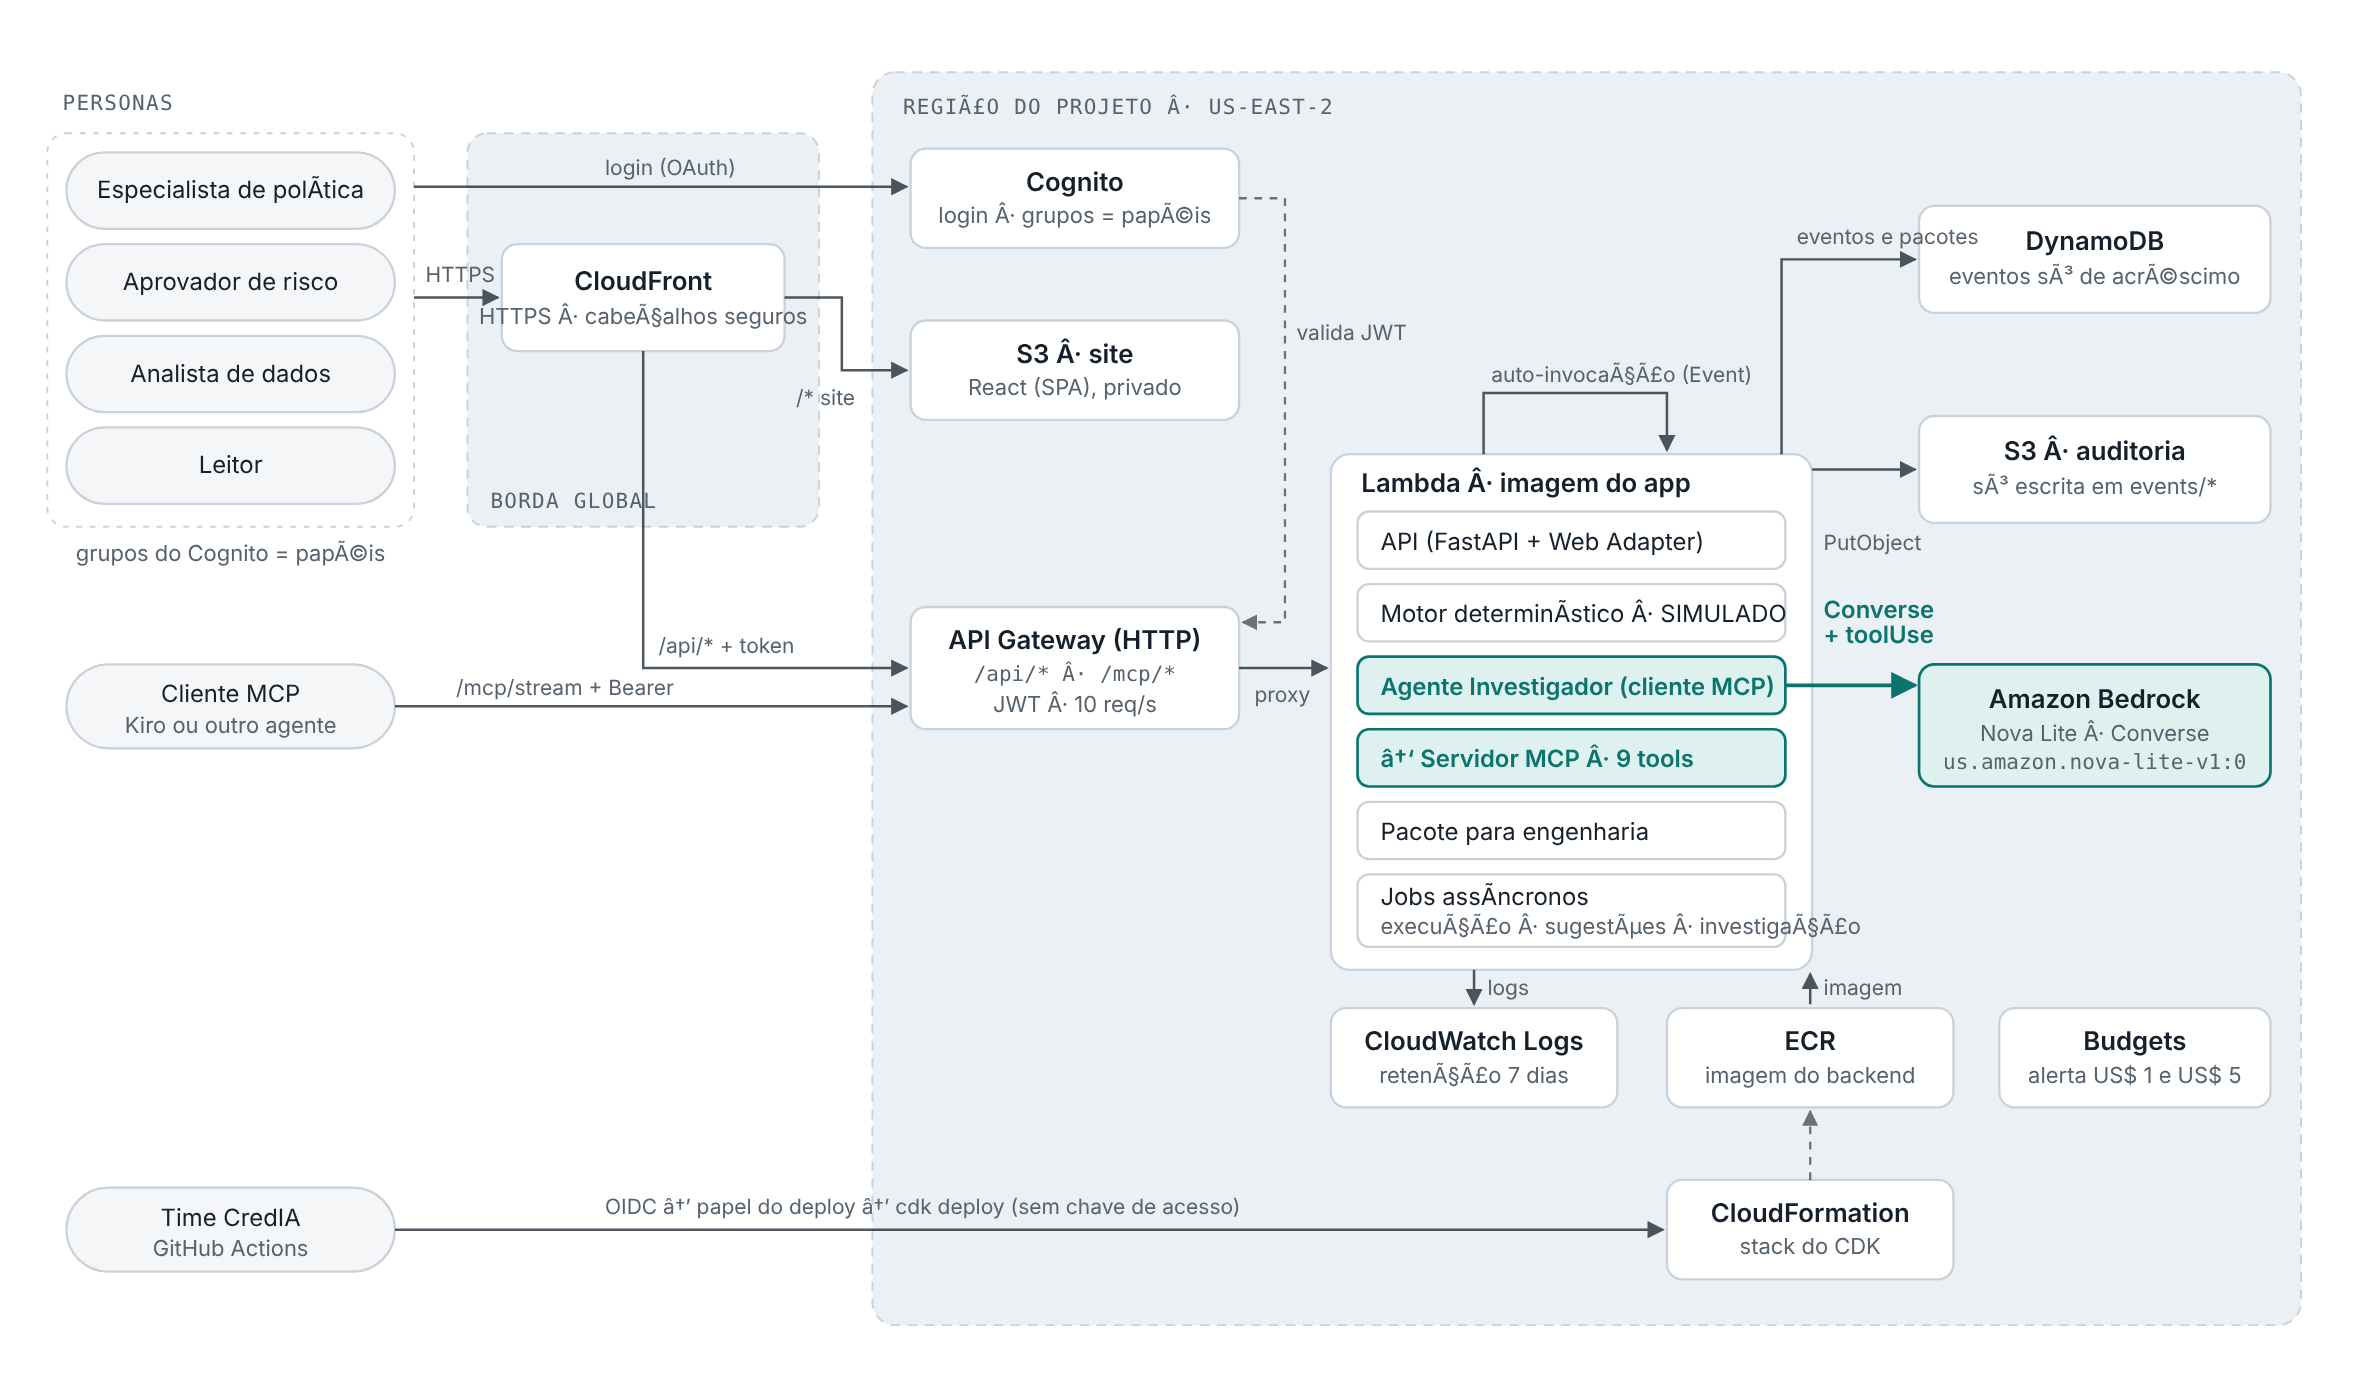 PERSONAS
Especialista de polÃtica
Aprovador de risco
Analista de dados
Leitor
grupos do Cognito = papÃ©is
Cliente MCP
Kiro ou outro agente
Time CredIA
GitHub Actions
login (OAuth)
HTTPS
CloudFront
HTTPS Â· cabeÃ§alhos seguros
/* site
BORDA GLOBAL
/api/* + token
/mcp/stream + Bearer
OIDC â†’ papel do deploy â†’ cdk deploy (sem chave de acesso)
REGIÃ£O DO PROJETO Â· US-EAST-2
Cognito
login Â· grupos = papÃ©is
S3 Â· site
React (SPA), privado
valida JWT
API Gateway (HTTP)
/api/* Â· /mcp/*
JWT Â· 10 req/s
proxy
auto-invocaÃ§Ã£o (Event)
Lambda Â· imagem do app
API (FastAPI + Web Adapter)
Motor determinÃstico Â· SIMULADO
Agente Investigador (cliente MCP)
â†‘ Servidor MCP Â· 9 tools
Pacote para engenharia
Jobs assÃncronos
execuÃ§Ã£o Â· sugestÃµes Â· investigaÃ§Ã£o
eventos e pacotes
DynamoDB
eventos sÃ³ de acrÃ©scimo
S3 Â· auditoria
sÃ³ escrita em events/*
PutObject
Converse
+ toolUse
Amazon Bedrock
Nova Lite Â· Converse
us.amazon.nova-lite-v1:0
logs
imagem
CloudWatch Logs
retenÃ§Ã£o 7 dias
ECR
imagem do backend
Budgets
alerta US$ 1 e US$ 5
CloudFormation
stack do CDK